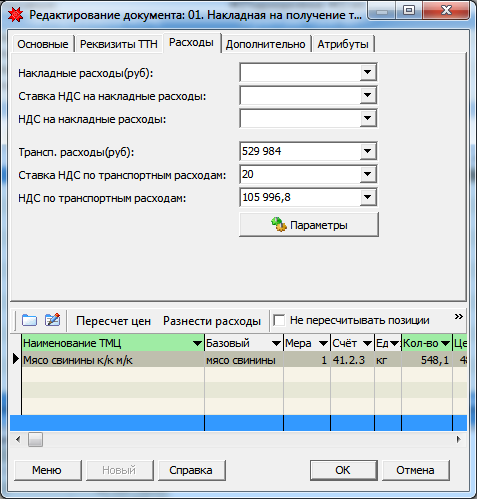 Редактирование документа: 01. Накладная на получение т...
Основные Реквизиты ТТН Расходы Дополнительно Атрибуты
Накладные расходы(руб):
Ставка НДС на накладные расходы:
НДС на накладные расходы:
Трансп. расходы(руб): 529 984
Ставка НДС по транспортным расходам: 20
НДС по транспортным расходам: 105 996,8
Параметры
Пересчет цен Разнести расходы Не пересчитывать позиции »
Наименование ТМЦ Базовый Мера Счёт Ед Кол-во Це
Мясо свинины к/к м/к мясо свинины 1 41.2.3 кг 548,1 48
Меню Новый Справка ОК Отмена